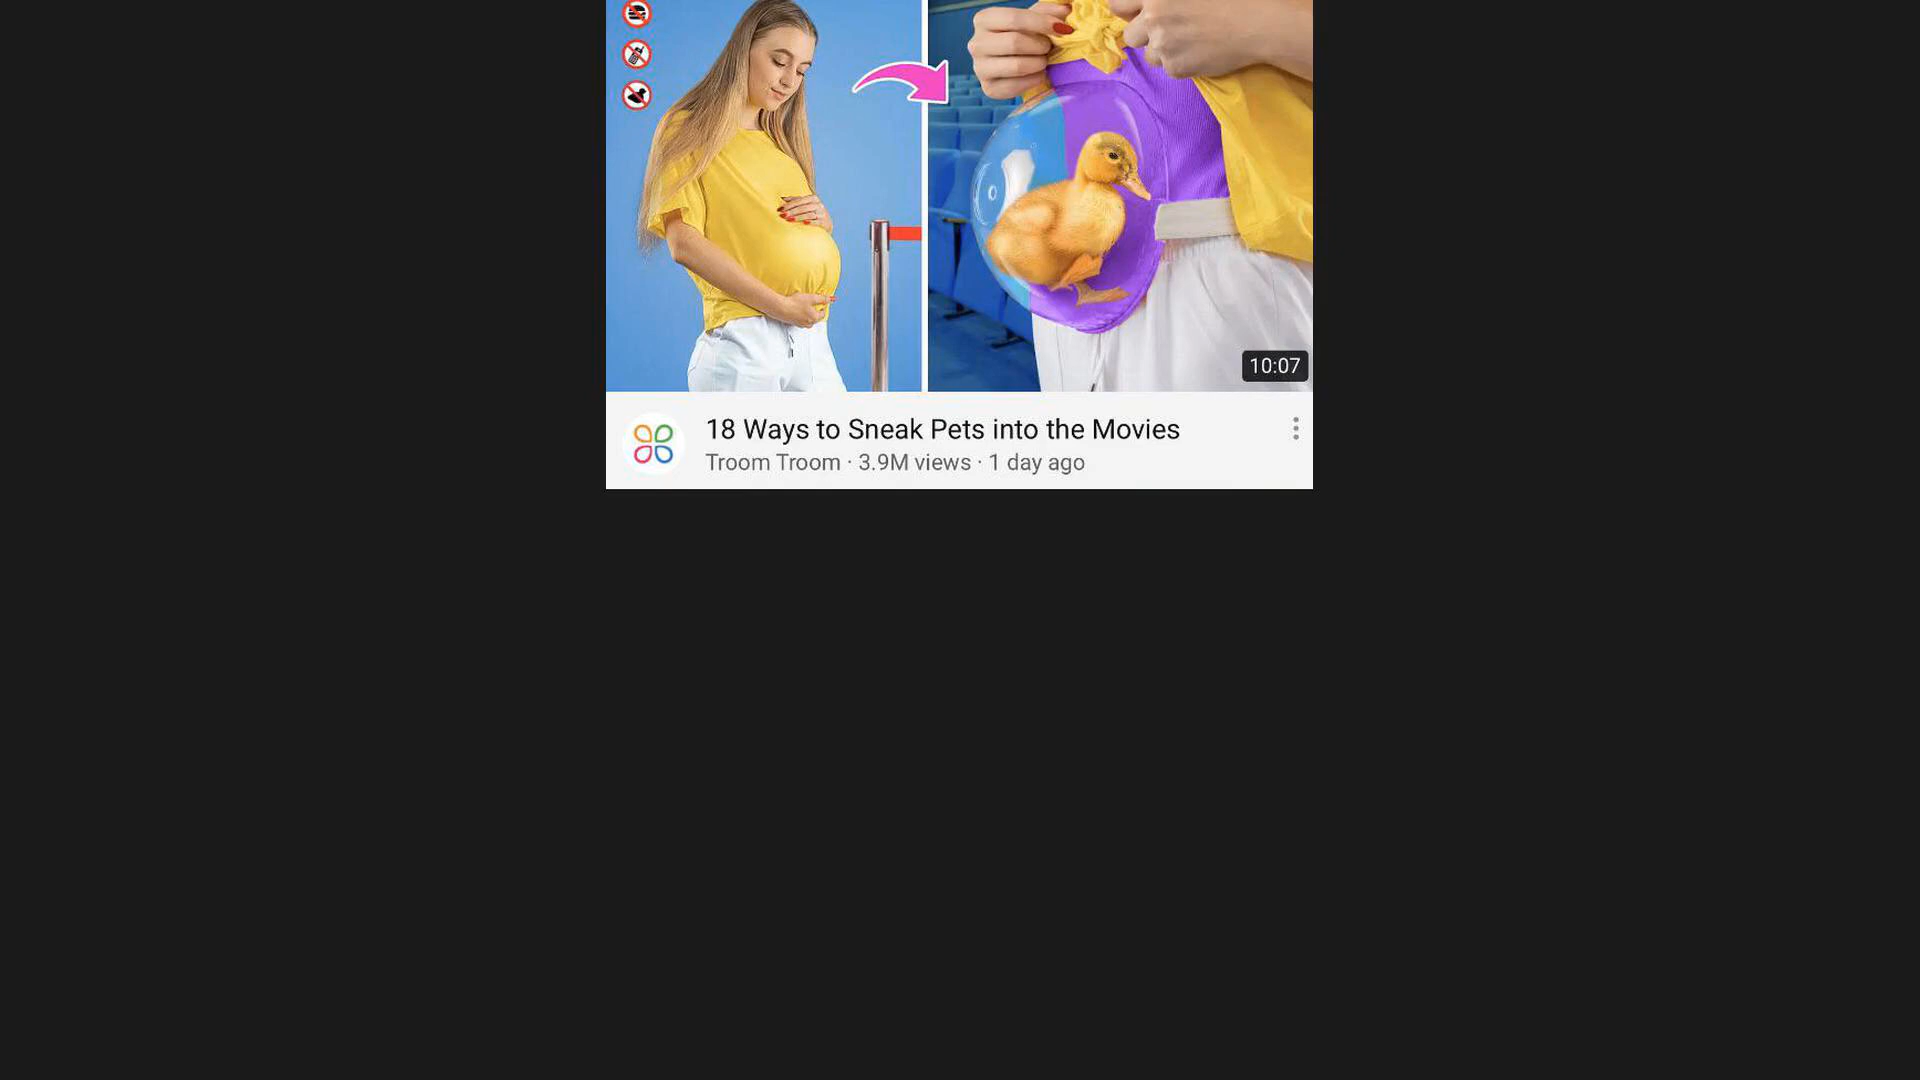 10:07
18 Ways to Sneak Pets into the Movies
Troom Troom · 3.9M views · 1 day ago